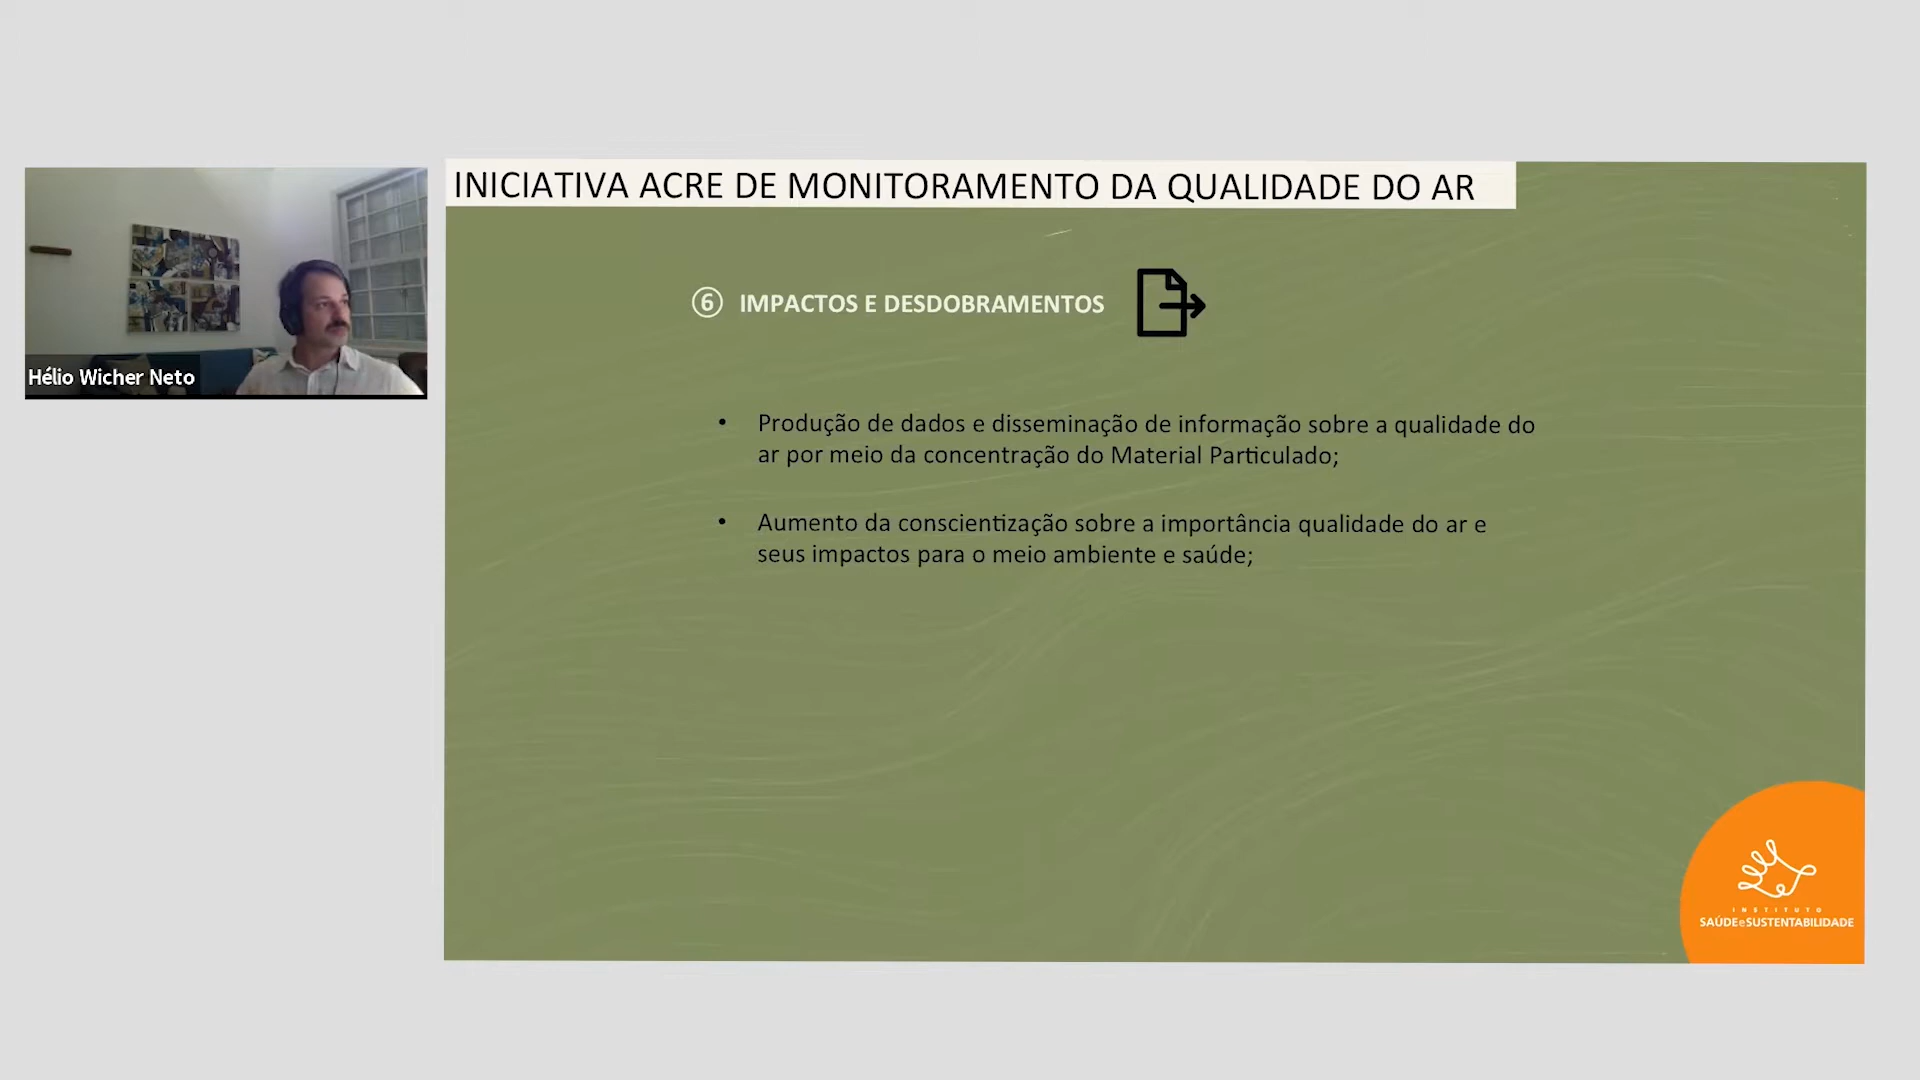 INICIATIVA ACRE DE MONITORAMENTO DA QUALIDADE DO AR
6 IMPACTOS E DESDOBRAMENTOS
• Produção de dados e disseminação de informação sobre a qualidade do
ar por meio da concentração do Material Particulado;
• Aumento da conscientização sobre a importância qualidade do ar e
seus impactos para o meio ambiente e saúde;
Hélio Wicher Neto
INSTITUTO
SAÚDEeSUSTENTABILIDADE